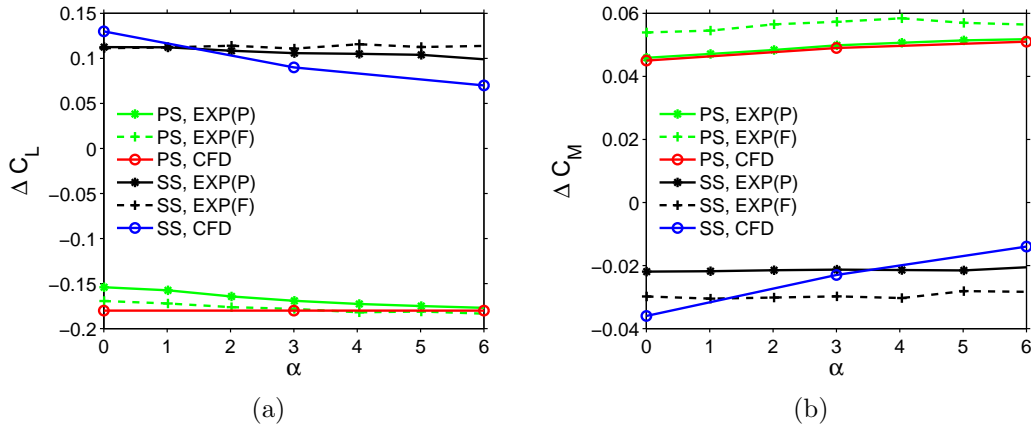 0.15
0.1
0.05
0
−0.05
−0.1
−0.15
−0.2
Δ C_L
PS, EXP(P)
PS, EXP(F)
PS, CFD
SS, EXP(P)
SS, EXP(F)
SS, CFD
0 1 2 3 4 5 6
α
(a)
0.06
0.04
0.02
0
−0.02
−0.04
Δ C_M
PS, EXP(P)
PS, EXP(F)
PS, CFD
SS, EXP(P)
SS, EXP(F)
SS, CFD
0 1 2 3 4 5 6
α
(b)